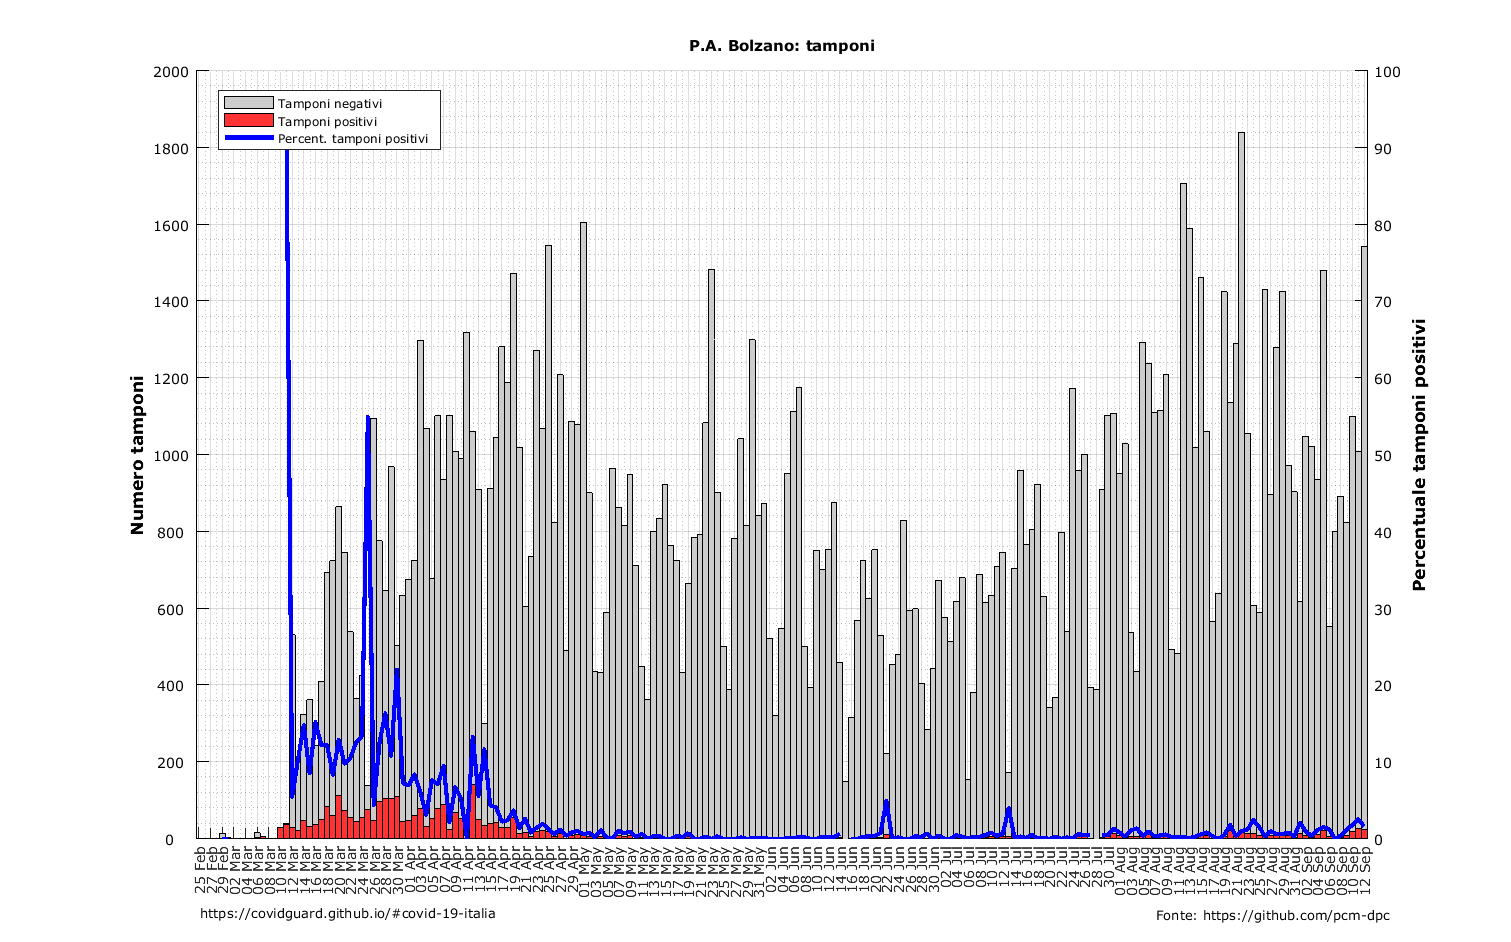 P.A. Bolzano: tamponi
Tamponi negativi
Tamponi positivi
Percent. tamponi positivi
Numero tamponi
2000
1800
1600
1400
1200
1000
800
600
400
200
0
Percentuale tamponi positivi
100
90
80
70
60
50
40
30
20
10
0
25 Feb
27 Feb
29 Feb
02 Mar
04 Mar
06 Mar
08 Mar
10 Mar
12 Mar
14 Mar
16 Mar
18 Mar
20 Mar
22 Mar
24 Mar
26 Mar
28 Mar
30 Mar
01 Apr
03 Apr
05 Apr
07 Apr
09 Apr
11 Apr
13 Apr
15 Apr
17 Apr
19 Apr
21 Apr
23 Apr
25 Apr
27 Apr
29 Apr
01 May
03 May
05 May
07 May
09 May
11 May
13 May
15 May
17 May
19 May
21 May
23 May
25 May
27 May
29 May
31 May
02 Jun
04 Jun
06 Jun
08 Jun
10 Jun
12 Jun
14 Jun
16 Jun
18 Jun
20 Jun
22 Jun
24 Jun
26 Jun
28 Jun
30 Jun
02 Jul
04 Jul
06 Jul
08 Jul
10 Jul
12 Jul
14 Jul
16 Jul
18 Jul
20 Jul
22 Jul
24 Jul
26 Jul
28 Jul
30 Jul
01 Aug
03 Aug
05 Aug
07 Aug
09 Aug
11 Aug
13 Aug
15 Aug
17 Aug
19 Aug
21 Aug
23 Aug
25 Aug
27 Aug
29 Aug
31 Aug
02 Sep
04 Sep
06 Sep
08 Sep
10 Sep
12 Sep
https://covidguard.github.io/#covid-19-italia
Fonte: https://github.com/pcm-dpc